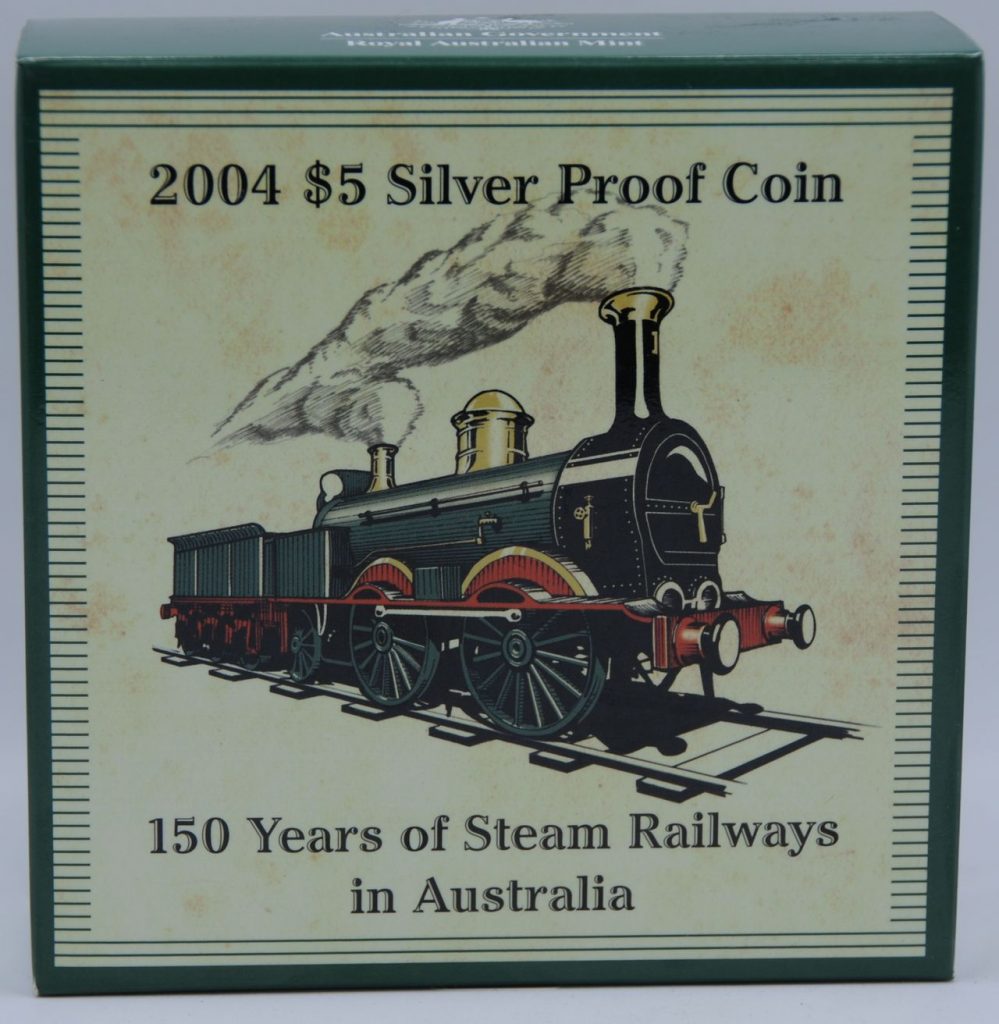 Australian Government
Royal Australian Mint
2004 $5 Silver Proof Coin
150 Years of Steam Railways
in Australia